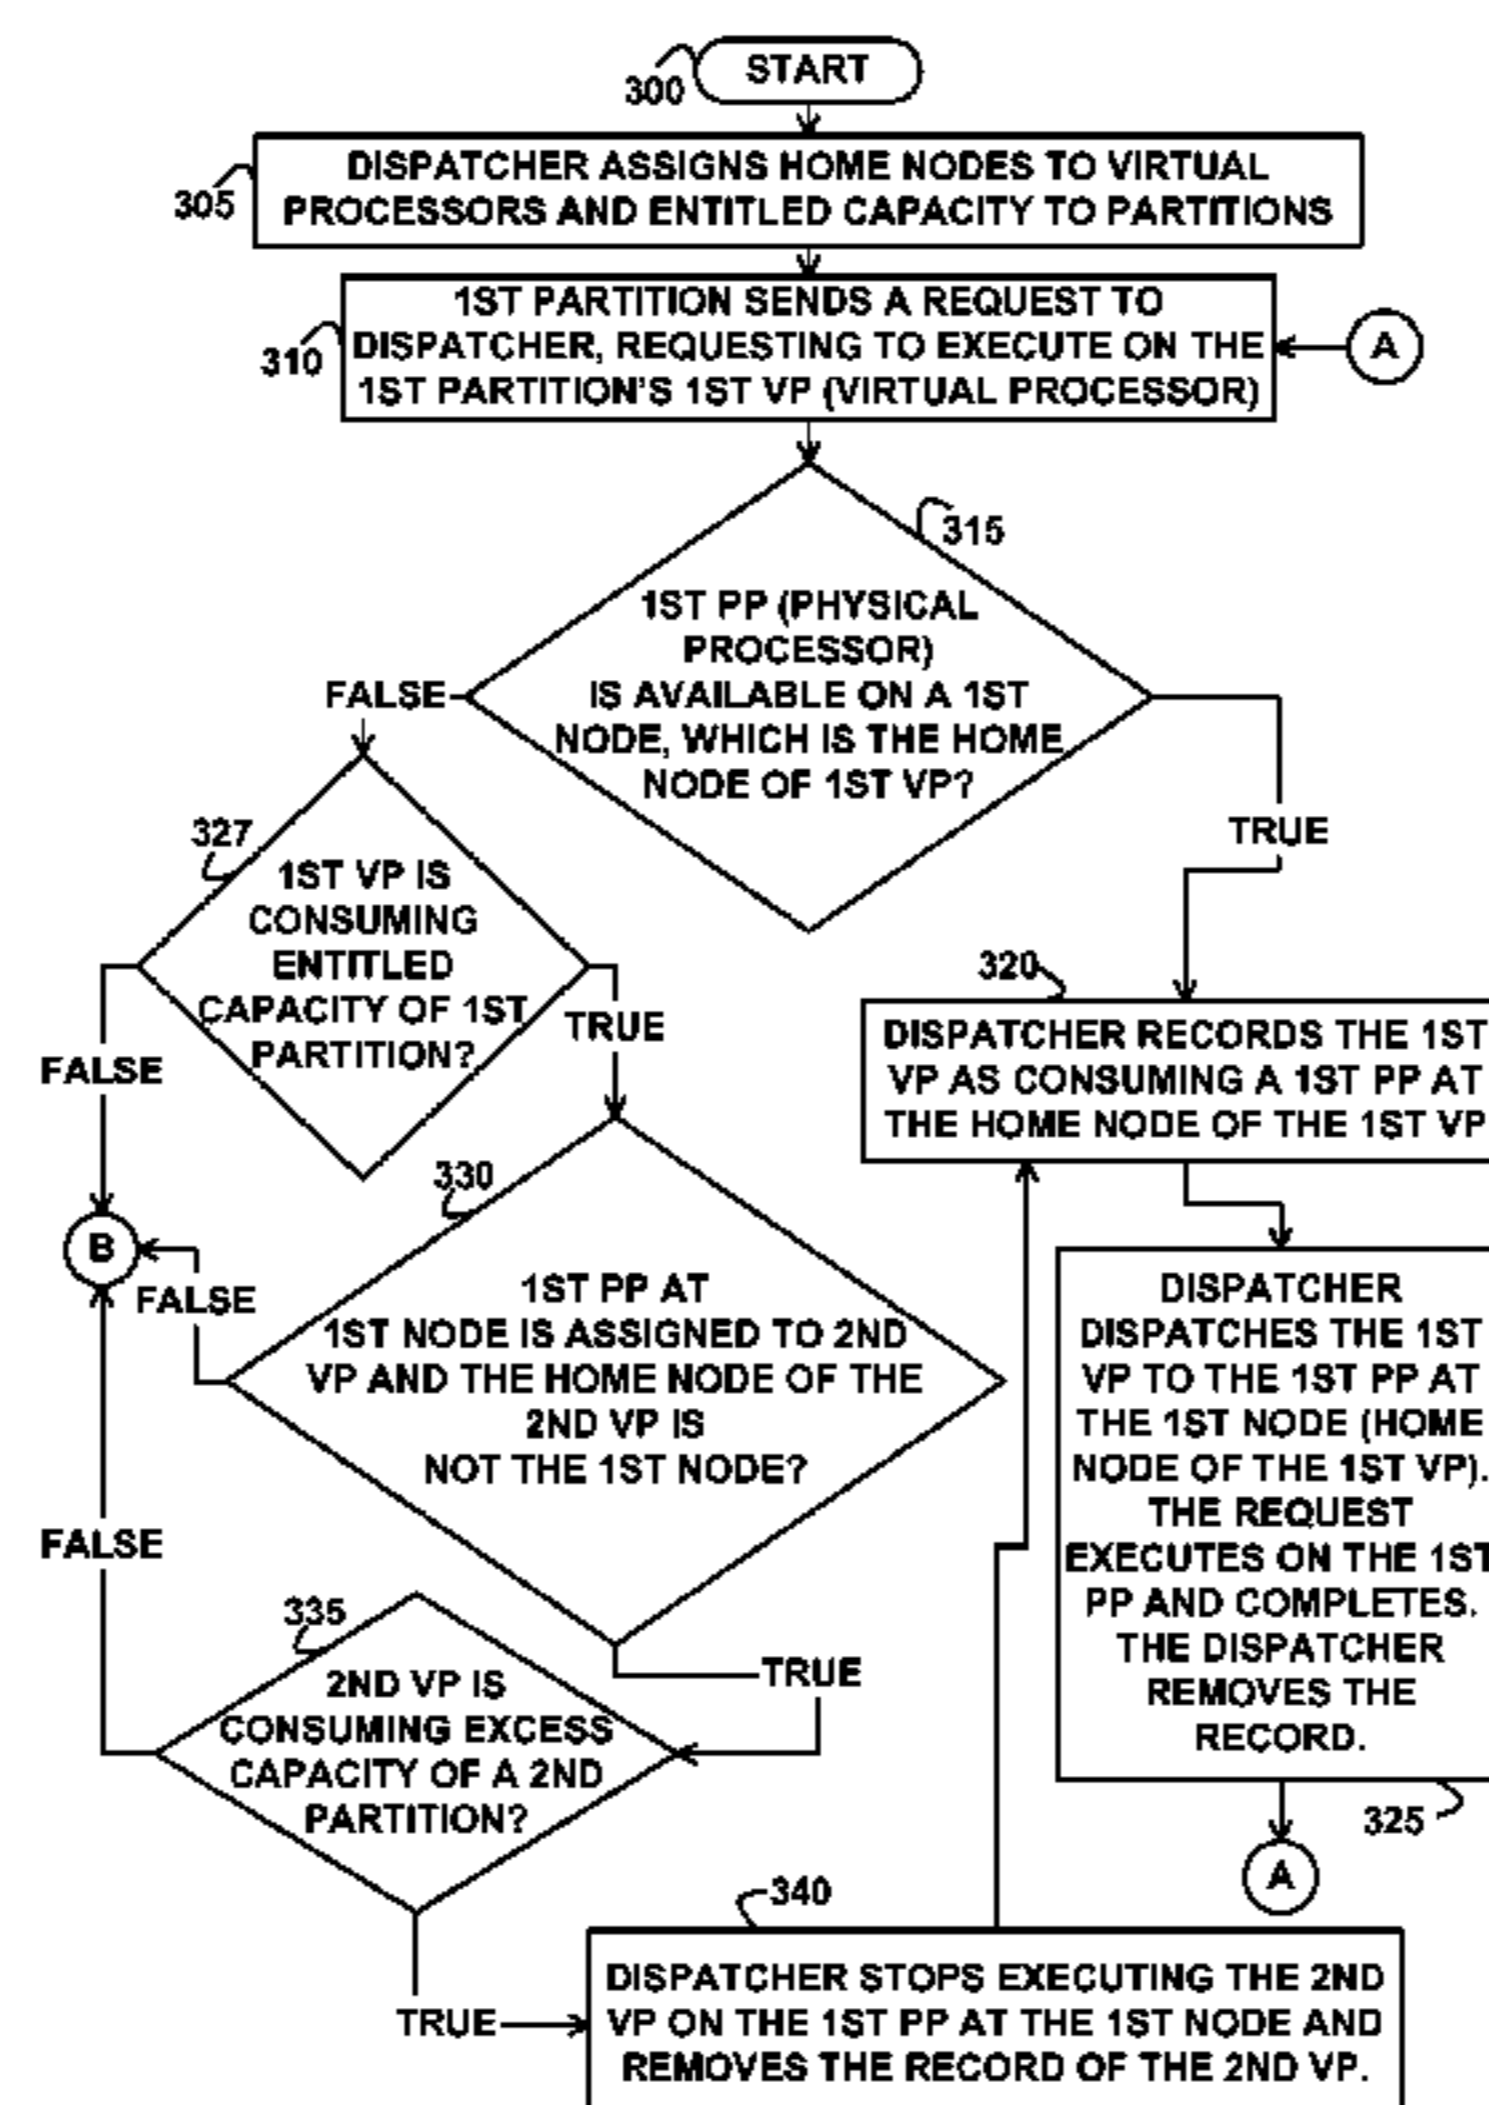 START
300
DISPATCHER ASSIGNS HOME NODES TO VIRTUAL
PROCESSORS AND ENTITLED CAPACITY TO PARTITIONS
305
1ST PARTITION SENDS A REQUEST TO
DISPATCHER, REQUESTING TO EXECUTE ON THE
1ST PARTITION'S 1ST VP (VIRTUAL PROCESSOR)
310
A
315
1ST PP (PHYSICAL
PROCESSOR)
IS AVAILABLE ON A 1ST
NODE, WHICH IS THE HOME
NODE OF 1ST VP?
FALSE
TRUE
327
1ST VP IS
CONSUMING
ENTITLED
CAPACITY OF 1ST
PARTITION?
FALSE
TRUE
320
DISPATCHER RECORDS THE 1ST
VP AS CONSUMING A 1ST PP AT
THE HOME NODE OF THE 1ST VP
330
1ST PP AT
1ST NODE IS ASSIGNED TO 2ND
VP AND THE HOME NODE OF THE
2ND VP IS
NOT THE 1ST NODE?
B
FALSE
TRUE
DISPATCHER
DISPATCHES THE 1ST
VP TO THE 1ST PP AT
THE 1ST NODE (HOME
NODE OF THE 1ST VP).
THE REQUEST
EXECUTES ON THE 1ST
PP AND COMPLETES.
THE DISPATCHER
REMOVES THE
RECORD.
325
A
FALSE
335
2ND VP IS
CONSUMING EXCESS
CAPACITY OF A 2ND
PARTITION?
TRUE
340
DISPATCHER STOPS EXECUTING THE 2ND
VP ON THE 1ST PP AT THE 1ST NODE AND
REMOVES THE RECORD OF THE 2ND VP.